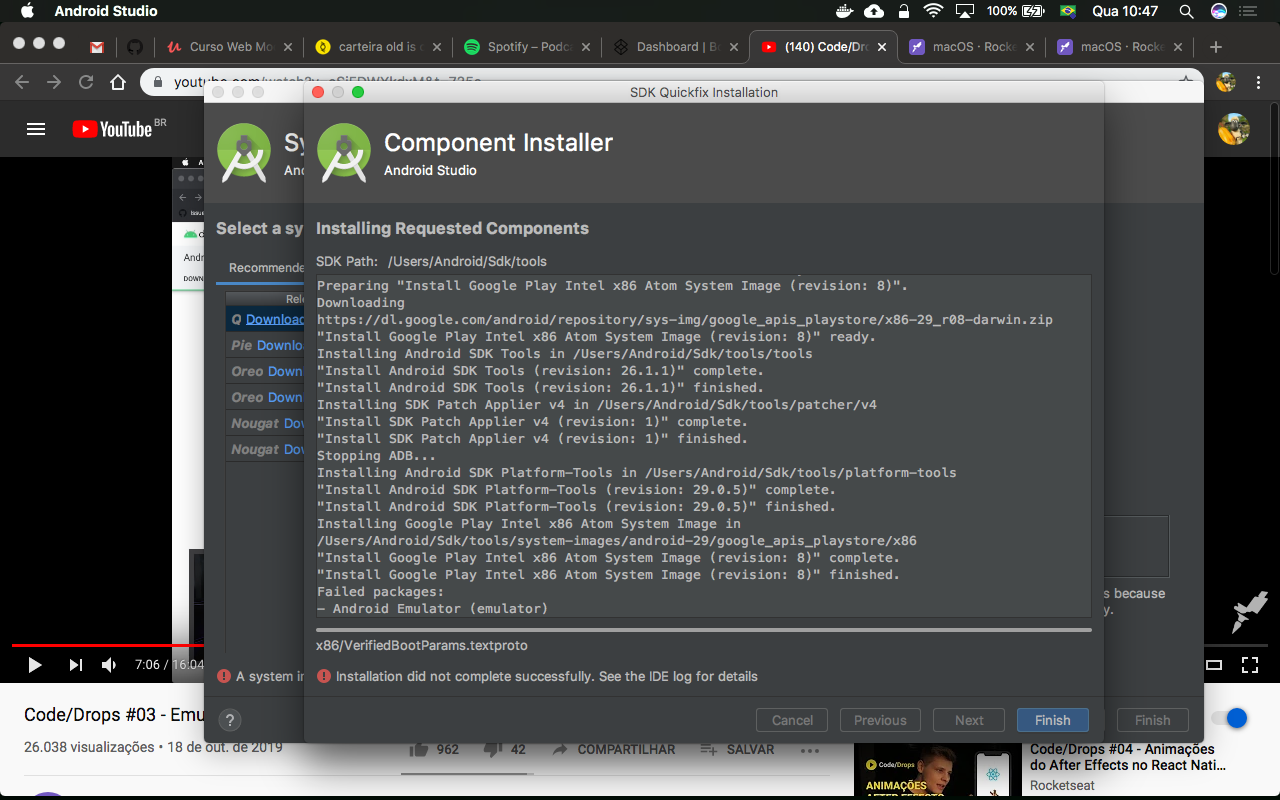 Android Studio
100%
Qua 10:47
Curso Web Mo
carteira old is
Spotify – Podc
Dashboard | B
(140) Code/Dro
macOS · Rocke
macOS · Rocke
SDK Quickfix Installation
YouTube BR
Sy
And
Component Installer
Android Studio
Select a sy
Installing Requested Components
SDK Path: /Users/Android/Sdk/tools
Recommende
Preparing "Install Google Play Intel x86 Atom System Image (revision: 8)".
Downloading
https://dl.google.com/android/repository/sys-img/google_apis_playstore/x86-29_r08-darwin.zip
"Install Google Play Intel x86 Atom System Image (revision: 8)" ready.
Installing Android SDK Tools in /Users/Android/Sdk/tools/tools
"Install Android SDK Tools (revision: 26.1.1)" complete.
"Install Android SDK Tools (revision: 26.1.1)" finished.
Installing SDK Patch Applier v4 in /Users/Android/Sdk/tools/patcher/v4
"Install SDK Patch Applier v4 (revision: 1)" complete.
"Install SDK Patch Applier v4 (revision: 1)" finished.
Stopping ADB...
Installing Android SDK Platform-Tools in /Users/Android/Sdk/tools/platform-tools
"Install Android SDK Platform-Tools (revision: 29.0.5)" complete.
"Install Android SDK Platform-Tools (revision: 29.0.5)" finished.
Installing Google Play Intel x86 Atom System Image in
/Users/Android/Sdk/tools/system-images/android-29/google_apis_playstore/x86
"Install Google Play Intel x86 Atom System Image (revision: 8)" complete.
"Install Google Play Intel x86 Atom System Image (revision: 8)" finished.
Failed packages:
- Android Emulator (emulator)
Rele
Q Download
Pie Downlo
Oreo Down
Oreo Down
Nougat Dov
Nougat Dov
s because
y.
x86/VerifiedBootParams.textproto
A system in
Installation did not complete successfully. See the IDE log for details
7:06 / 16:04
?
Cancel
Previous
Next
Finish
Finish
Code/Drops #03 - Emu
26.038 visualizações • 18 de out. de 2019
962
42
COMPARTILHAR
SALVAR
Code/Drops
ANIMAÇÕES
AFTER EFFECTS
Code/Drops #04 - Animações
do After Effects no React Nati...
Rocketseat